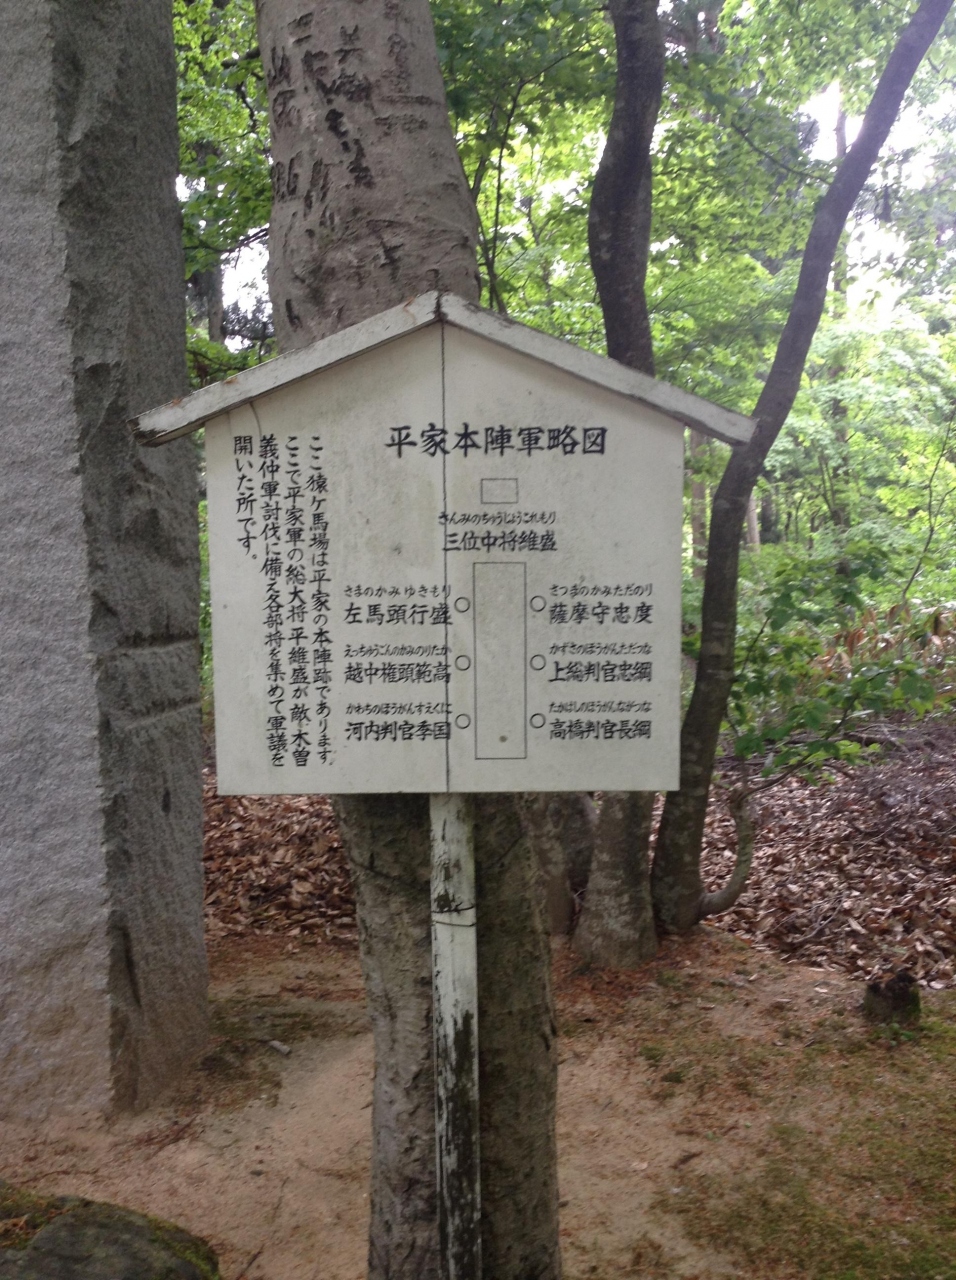 平家本陣軍略図
さんみのちゅうじょうこれもり
三位中将維盛
さつまのかみただのり
薩摩守忠度
かずさのほうがんただつな
上総判官忠綱
たかはしのほうがんながつな
高橋判官長綱
さまのかみゆきもり
左馬頭行盛
えっちゅうごんのかみのりたか
越中権頭範高
かわちのほうがんすえくに
河内判官季国
ここ猿ケ馬場は平家の本陣跡であります。
ここで平家軍の総大将平維盛が敵木曽
義仲軍討伐に備え各部将を集めて軍議を
開いた所です。